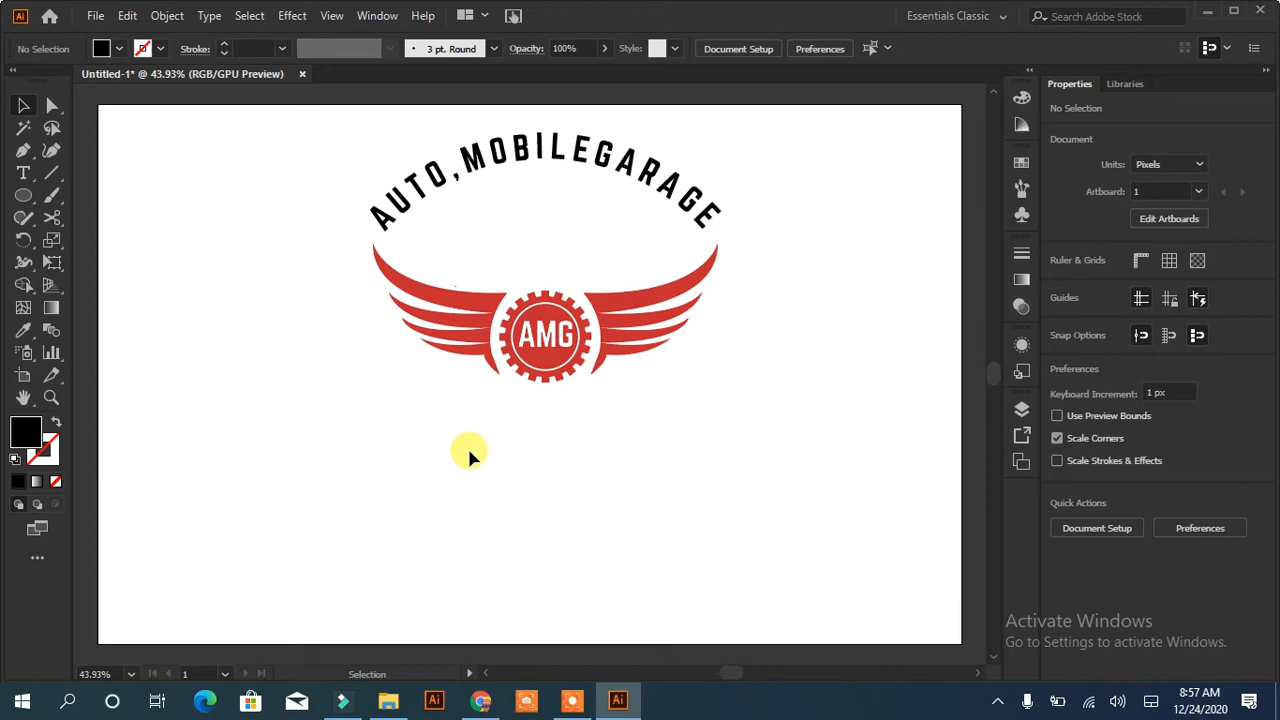 Ai File Edit Object Type Select Effect View Window Help Essentials Classic Search Adobe Stock
No Selection Stroke: 3 pt. Round Opacity: 100% Style: Document Setup Preferences
Untitled-1* @ 43.93% (RGB/GPU Preview)
AUTO,MOBILEGARAGE
AMG
Properties Libraries
No Selection
Document
Units: Pixels
Artboard: 1
Edit Artboards
Ruler & Grids
Guides
Snap Options
Preferences
Keyboard Increment: 1 px
Use Preview Bounds
Scale Corners
Scale Strokes & Effects
Quick Actions
Document Setup Preferences
Activate Windows
Go to Settings to activate Windows.
43.93% 1 Selection
Ai Ai
8:57 AM
12/24/2020